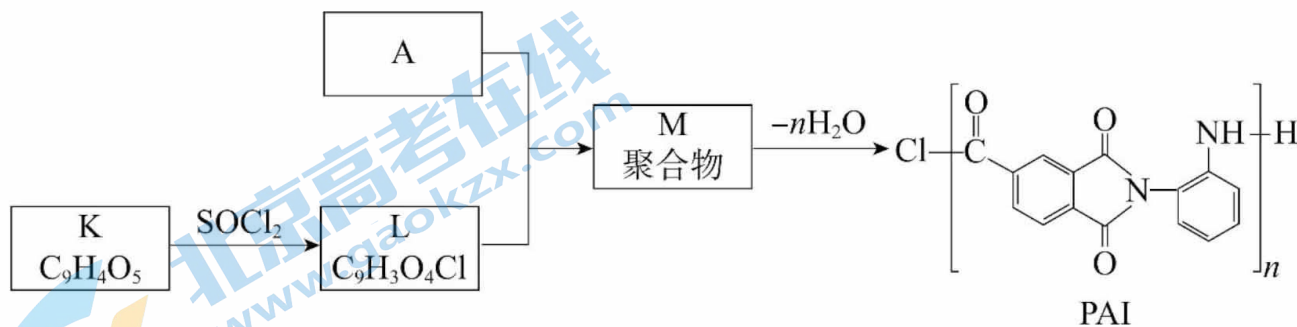 A
K
C₉H₄O₅
SOCl₂
L
C₉H₃O₄Cl
M
聚合物
−nH₂O
Cl
O
C
O
N
O
NH
H
n
PAI
北京高考在线
www.gaokzx.com